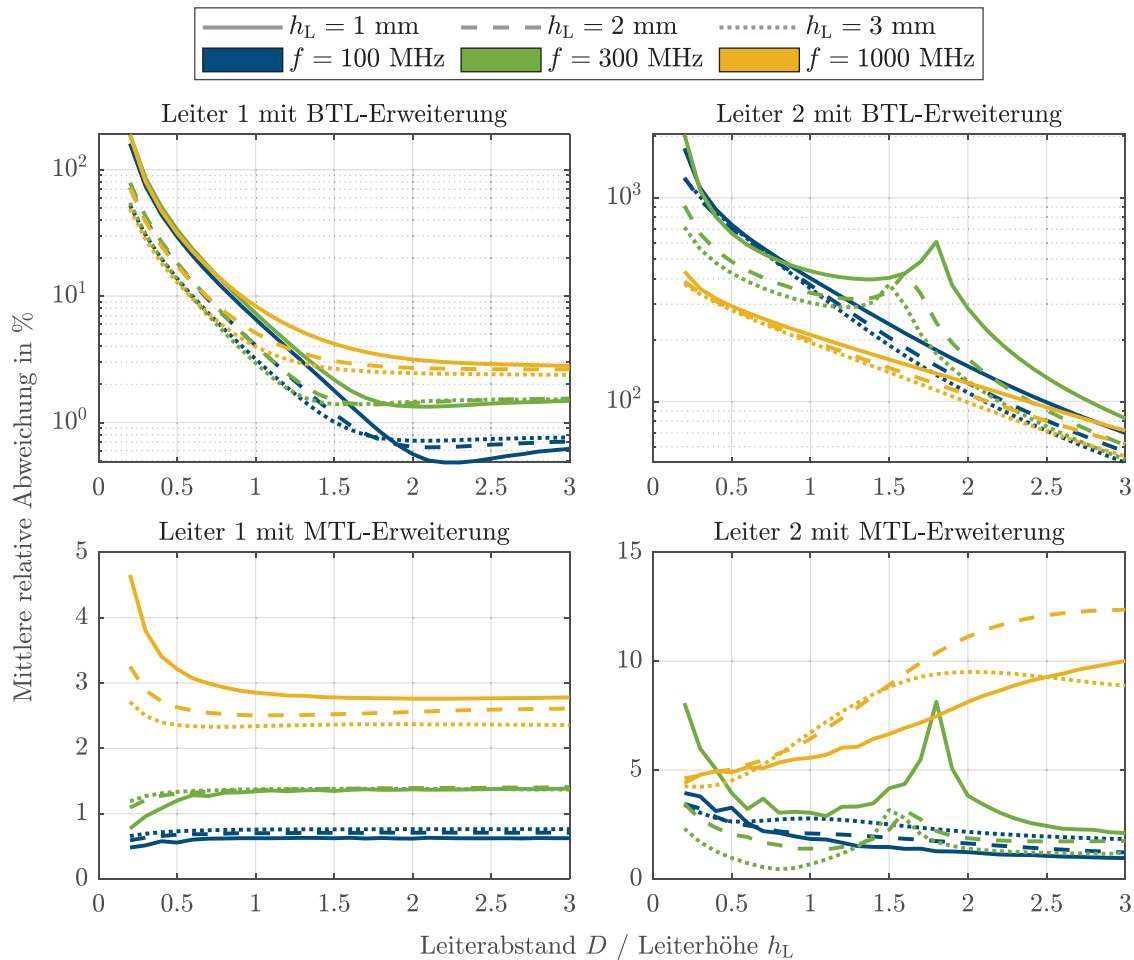 h_L = 1 mm h_L = 2 mm h_L = 3 mm
f = 100 MHz f = 300 MHz f = 1000 MHz
Mittlere relative Abweichung in %
Leiter 1 mit BTL-Erweiterung
10^2
10^1
10^0
0 0.5 1 1.5 2 2.5 3
Leiter 2 mit BTL-Erweiterung
10^3
10^2
0 0.5 1 1.5 2 2.5 3
Leiter 1 mit MTL-Erweiterung
5
4
3
2
1
0
0 0.5 1 1.5 2 2.5 3
Leiter 2 mit MTL-Erweiterung
15
10
5
0
0 0.5 1 1.5 2 2.5 3
Leiterabstand D / Leiterhöhe h_L